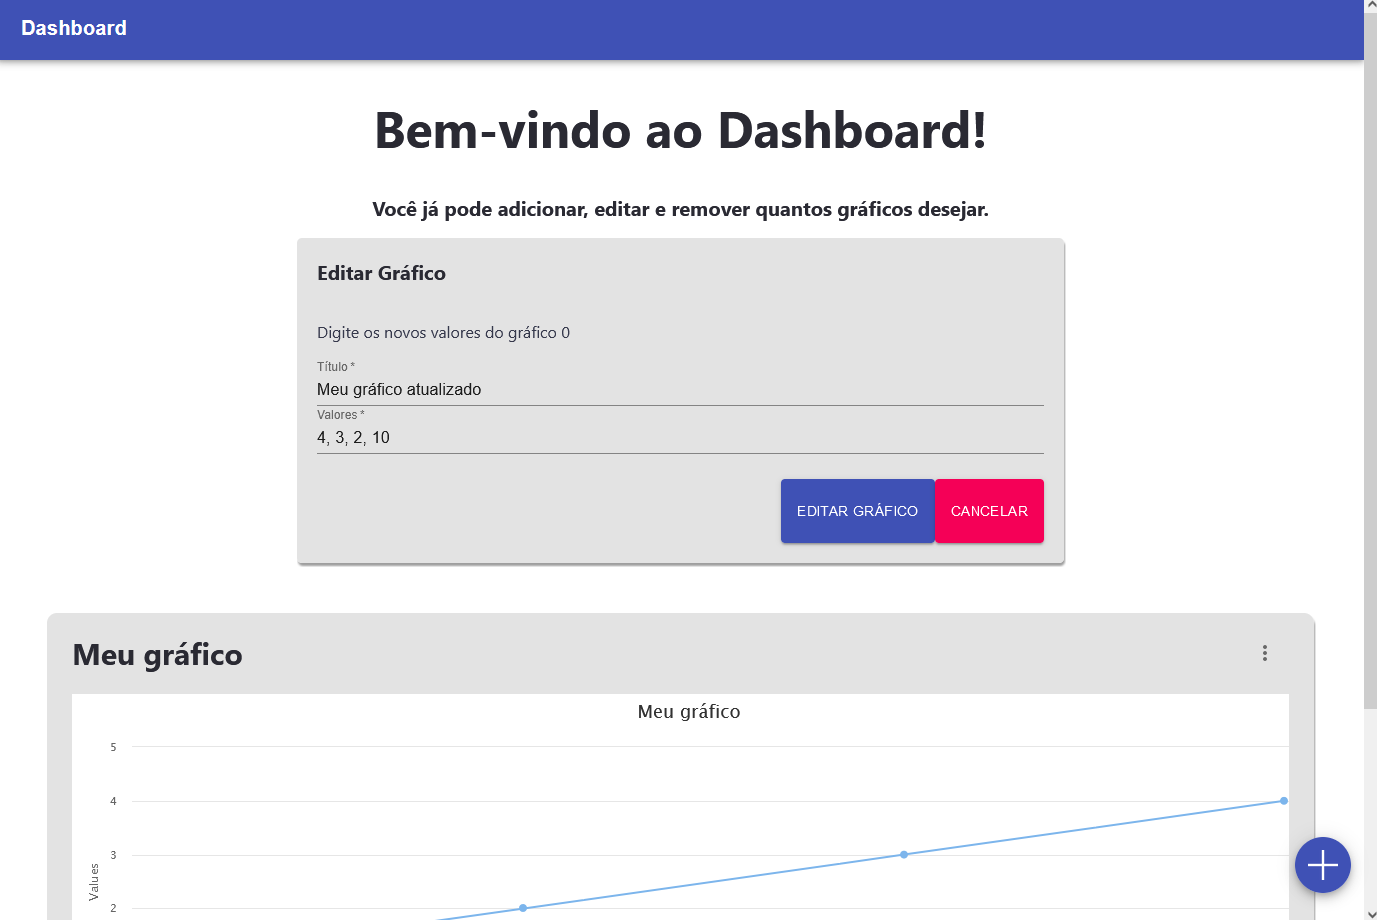 Dashboard
Bem-vindo ao Dashboard!
Você já pode adicionar, editar e remover quantos gráficos desejar.
Editar Gráfico
Digite os novos valores do gráfico 0
Título *
Meu gráfico atualizado
Valores *
4, 3, 2, 10
EDITAR GRÁFICO CANCELAR
Meu gráfico
Meu gráfico
5
4
3
Values
2